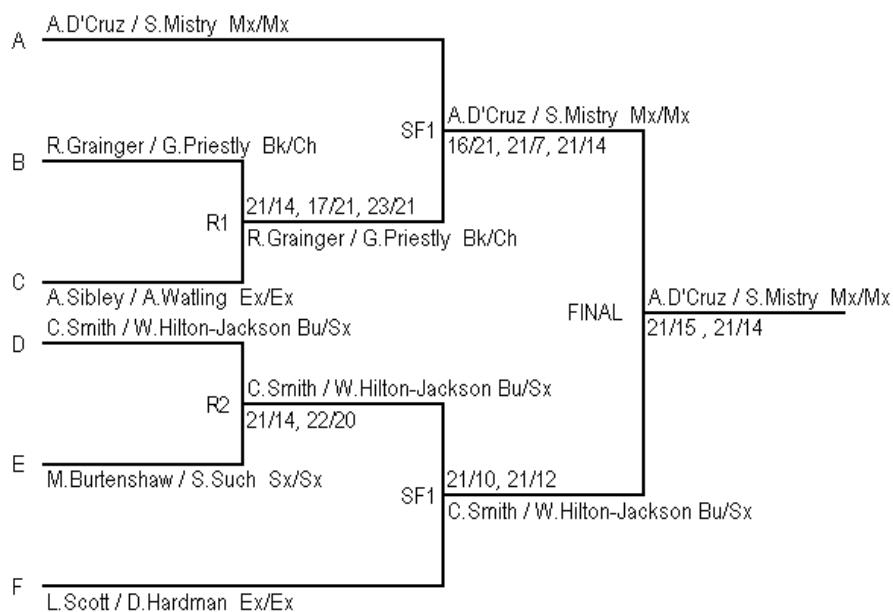 A.D'Cruz / S.Mistry Mx/Mx
A
A.D'Cruz / S.Mistry Mx/Mx
SF1
16/21, 21/7, 21/14
R.Grainger / G.Priestly Bk/Ch
B
21/14, 17/21, 23/21
R1
R.Grainger / G.Priestly Bk/Ch
C
A.Sibley / A.Watling Ex/Ex
A.D'Cruz / S.Mistry Mx/Mx
FINAL
21/15 , 21/14
C.Smith / W.Hilton-Jackson Bu/Sx
D
C.Smith / W.Hilton-Jackson Bu/Sx
R2
21/14, 22/20
E
M.Burtenshaw / S.Such Sx/Sx
21/10, 21/12
SF1
C.Smith / W.Hilton-Jackson Bu/Sx
F
L.Scott / D.Hardman Ex/Ex